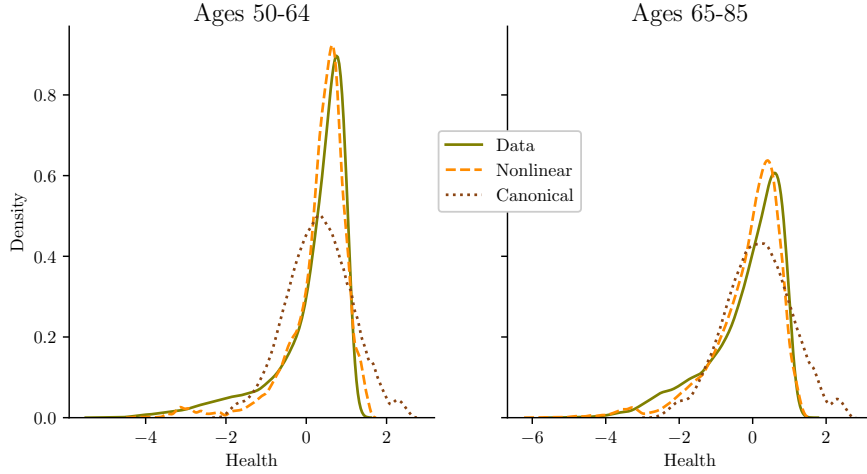 Ages 50-64
Ages 65-85
Density
0.0
0.2
0.4
0.6
0.8
−4
−2
0
2
Health
−6
−4
−2
0
2
Health
Data
Nonlinear
Canonical